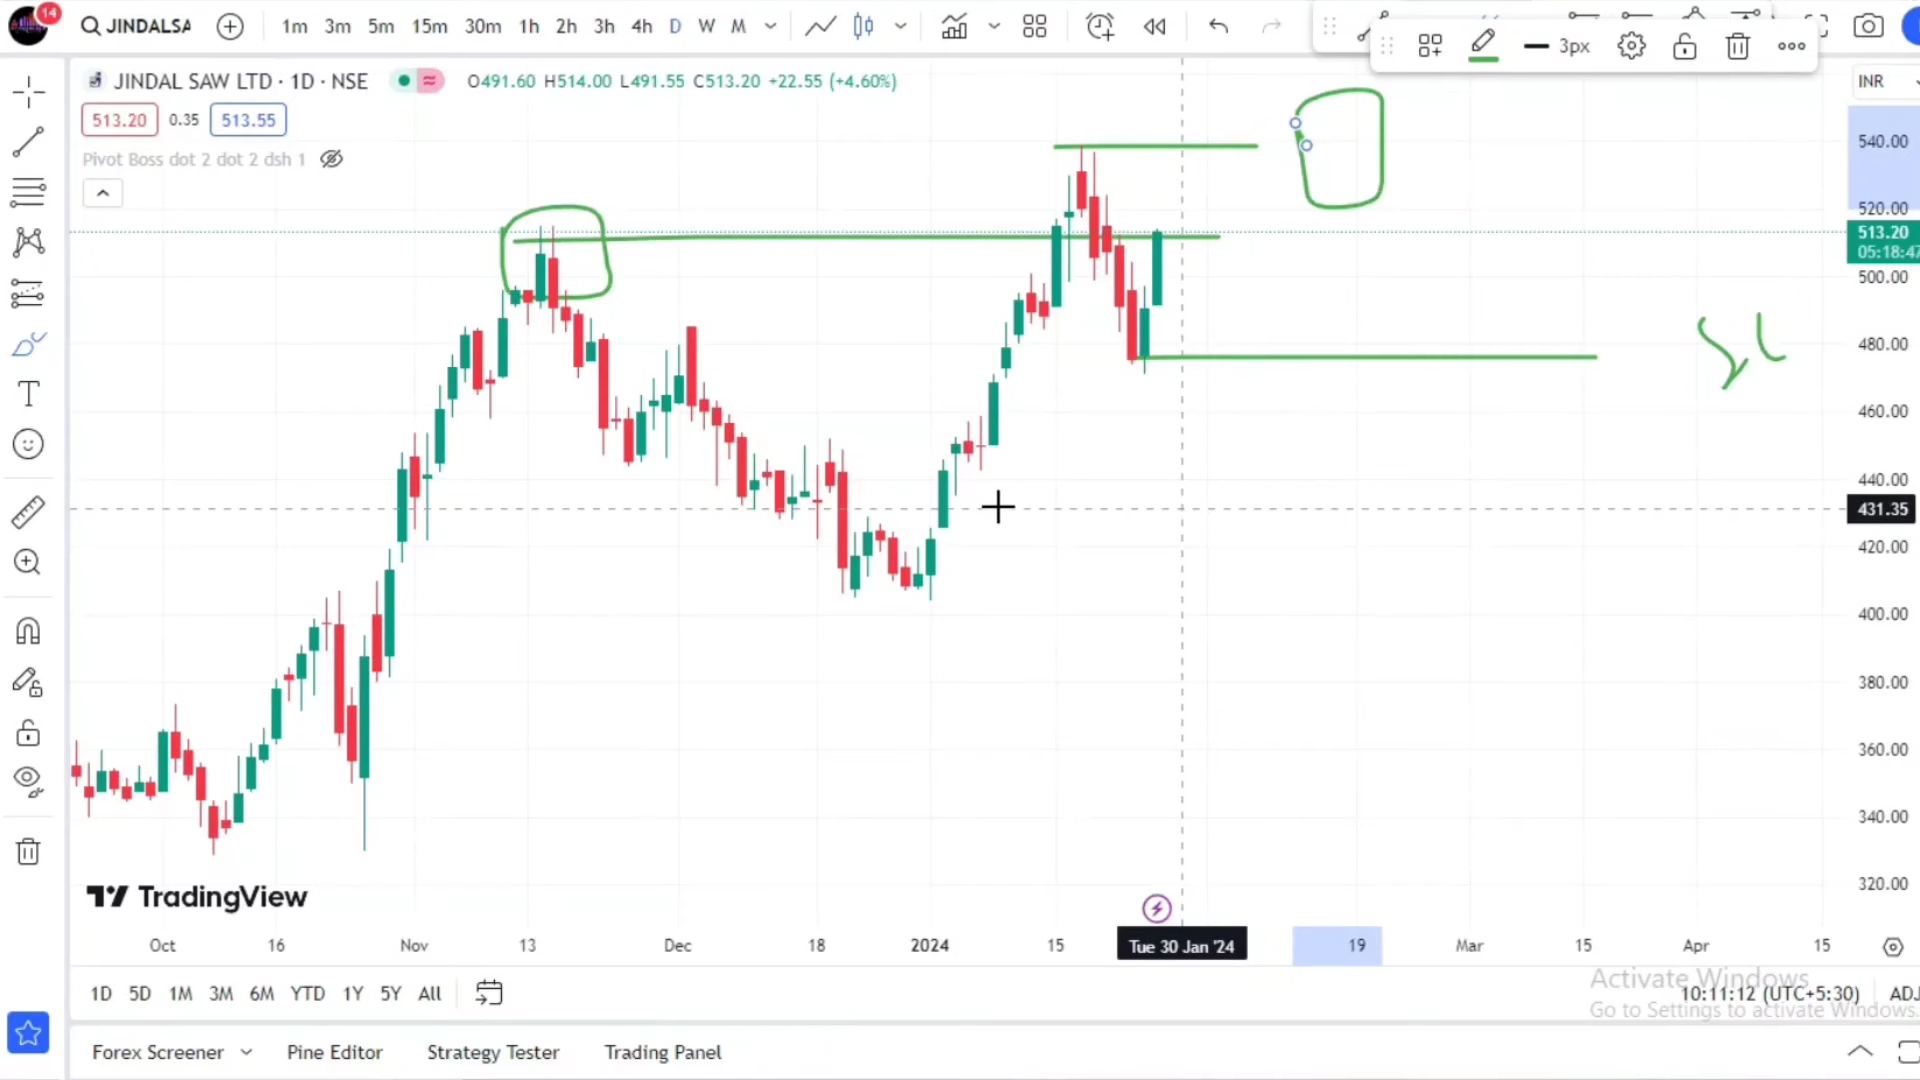 14
JINDALSA
1m 3m 5m 15m 30m 1h 2h 3h 4h D W M
3px
JINDAL SAW LTD · 1D · NSE
O491.60 H514.00 L491.55 C513.20 +22.55 (+4.60%)
INR
513.20 0.35 513.55
Pivot Boss dot 2 dot 2 dsh 1
540.00
520.00
513.20
05:18:47
500.00
480.00
460.00
440.00
431.35
420.00
400.00
380.00
360.00
340.00
320.00
SL
TradingView
Oct 16 Nov 13 Dec 18 2024 15 Tue 30 Jan '24 19 Mar 15 Apr 15
Activate Windows
1D 5D 1M 3M 6M YTD 1Y 5Y All
10:11:12 (UTC+5:30) ADJ
Go to Settings to activate Windows.
Forex Screener Pine Editor Strategy Tester Trading Panel